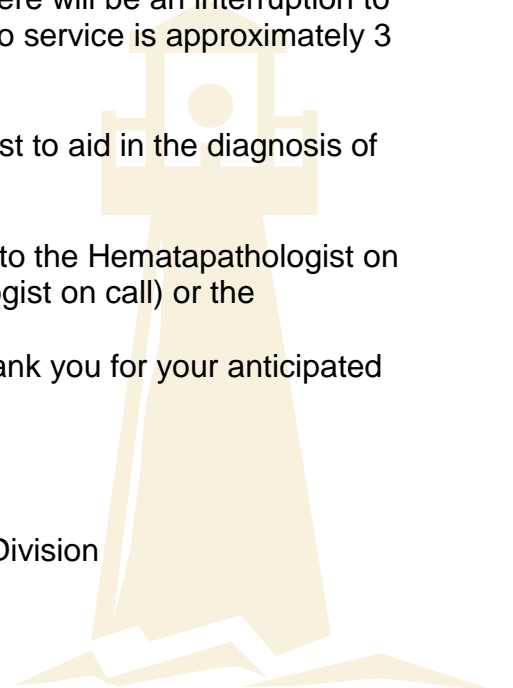 ere will be an interruption to
o service is approximately 3
st to aid in the diagnosis of
to the Hematapathologist on
gist on call) or the
ank you for your anticipated
Division